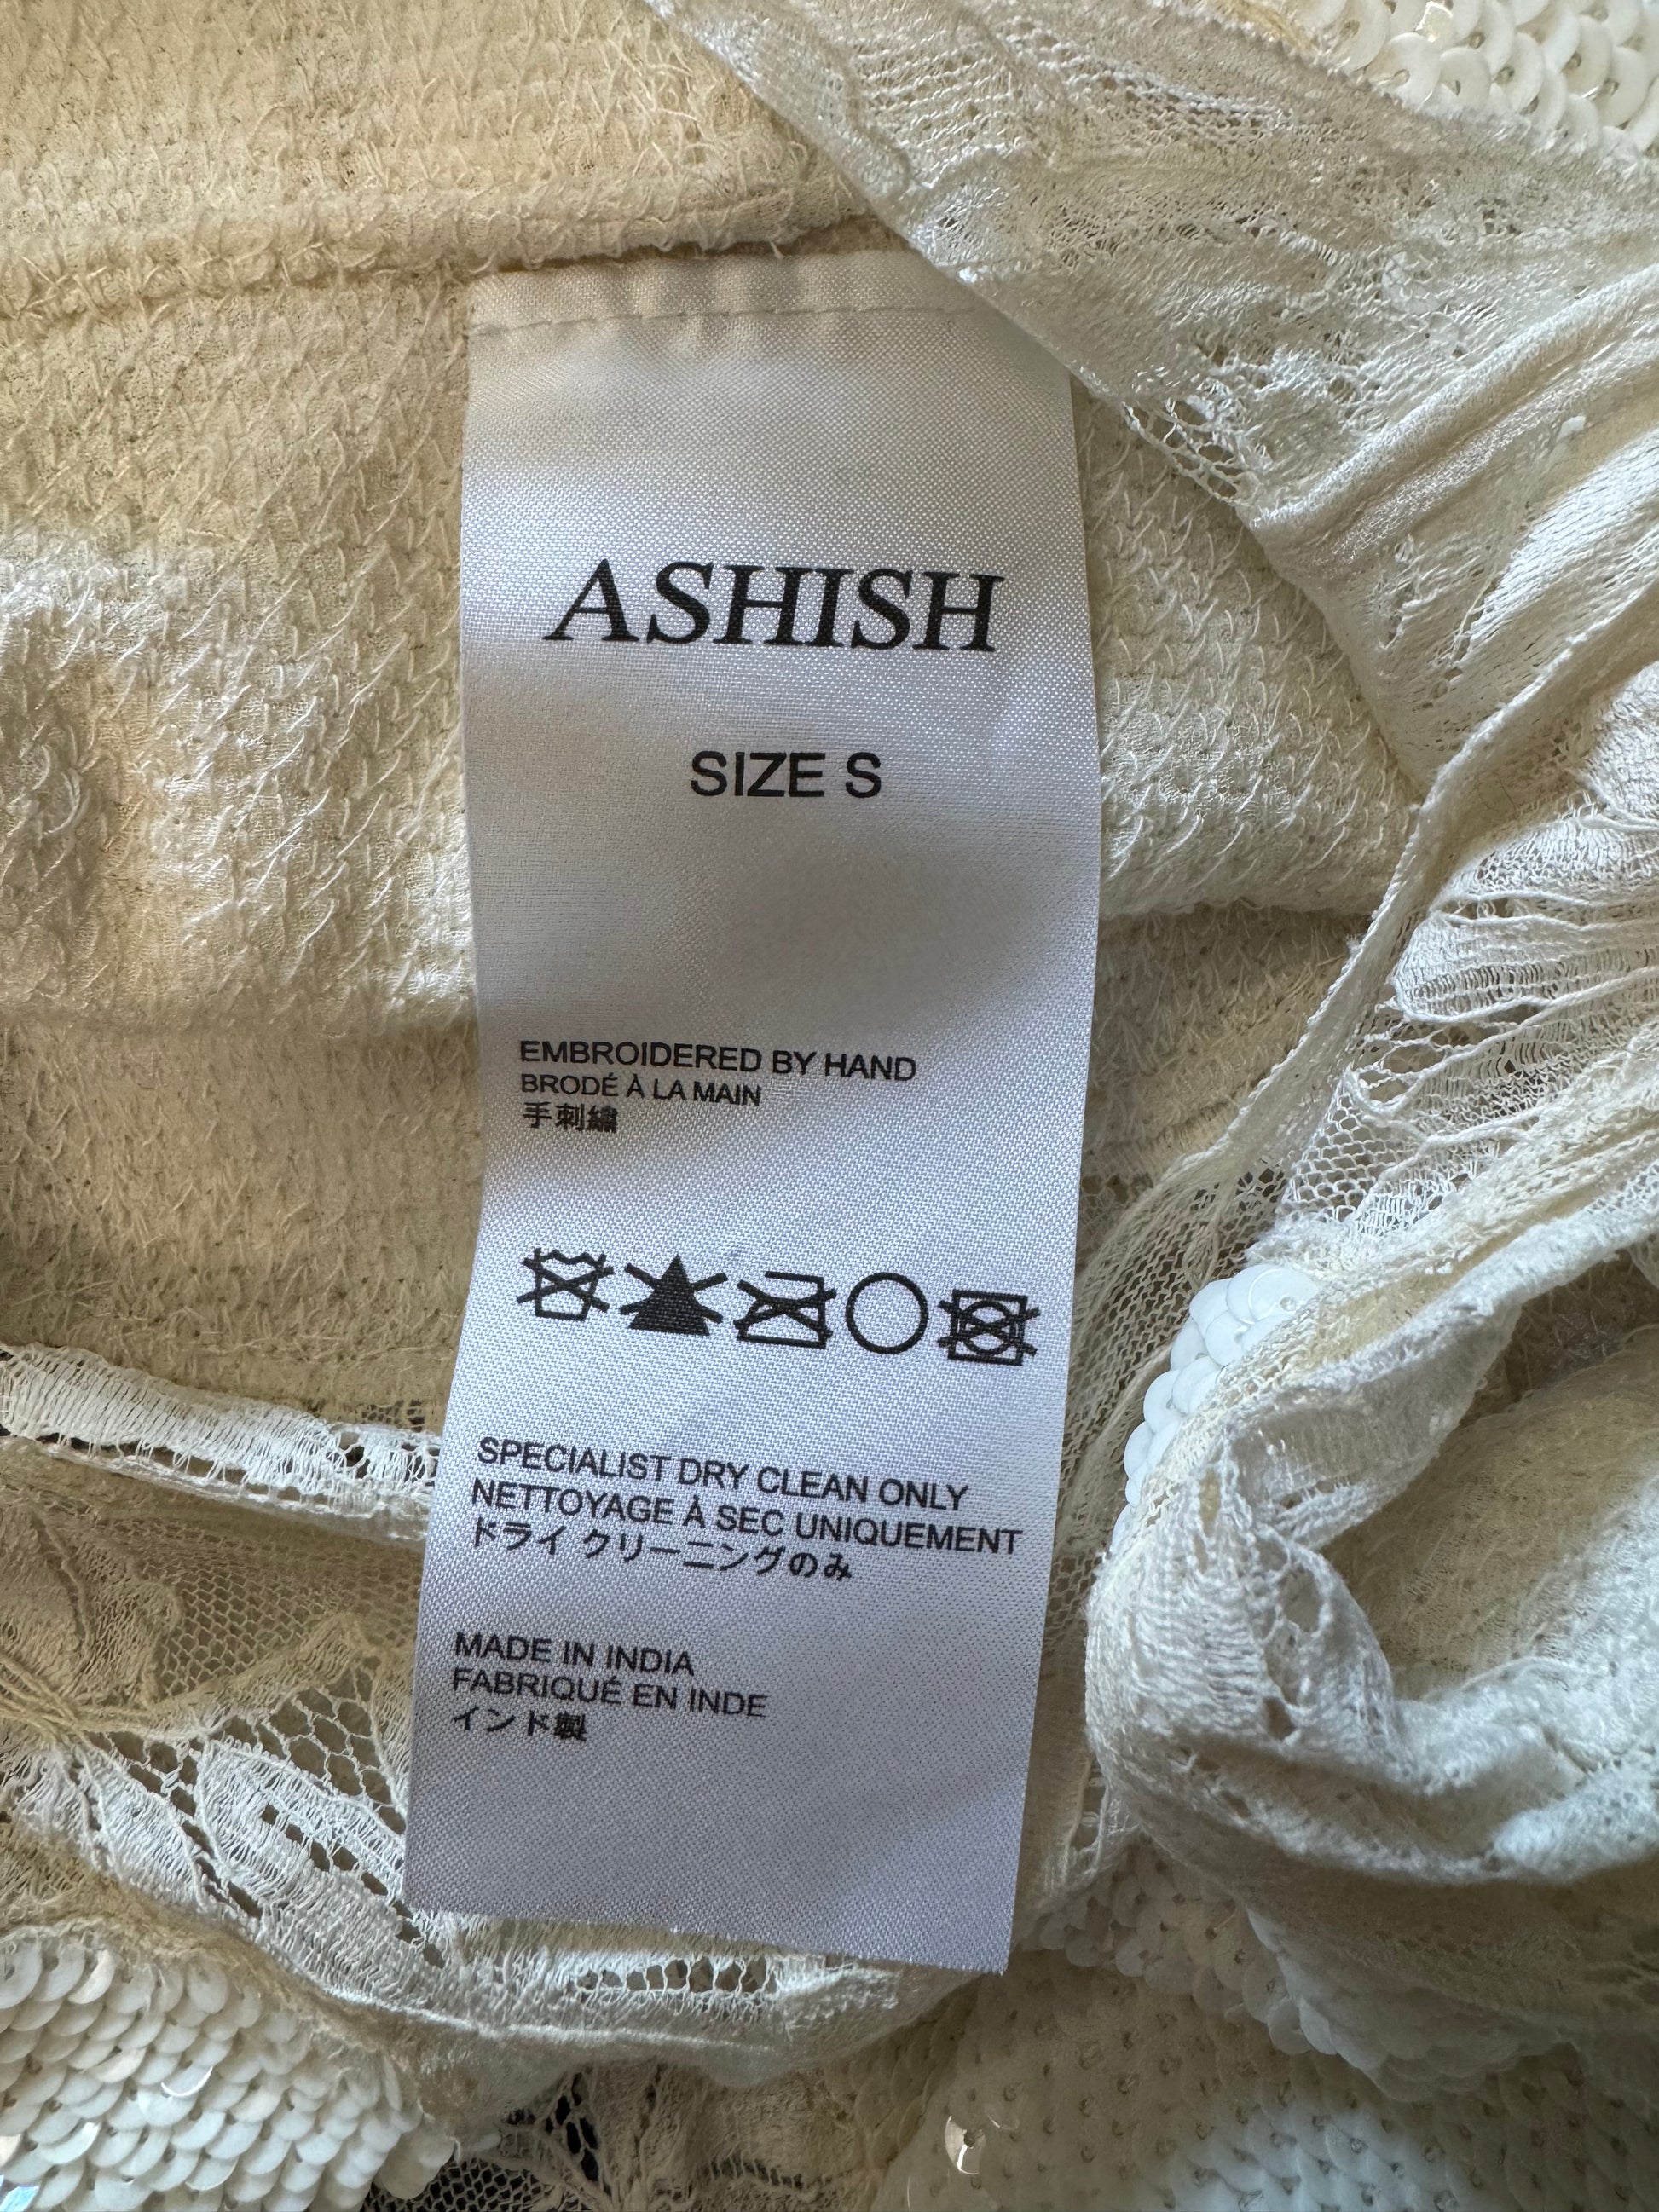 ASHISH
SIZE S
EMBROIDERED BY HAND
BRODÉ À LA MAIN
手刺繍
SPECIALIST DRY CLEAN ONLY
NETTOYAGE À SEC UNIQUEMENT
ドライ クリーニングのみ
MADE IN INDIA
FABRIQUÉ EN INDE
インド製